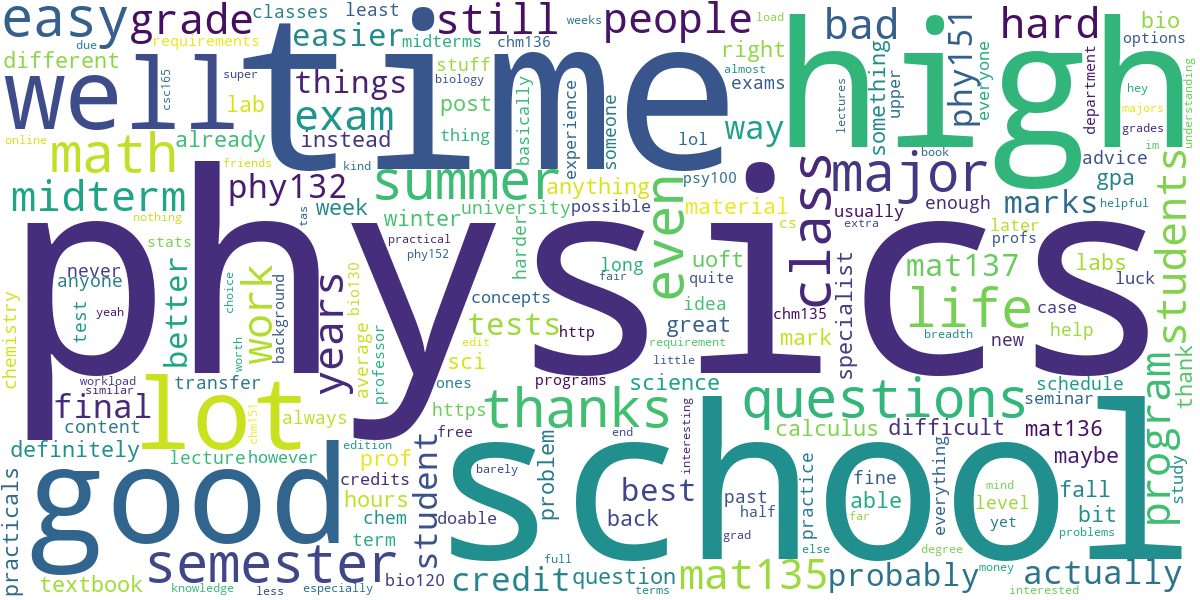 easy
grade
classes
least
still
weeks
people
load
bad
hard
bio
due
requirements
easier
midterms
chm136
right
almost
options
different
well
csc165
super
time
things
stuff
biology
high
something
upper
phy151
everyone
department
hey
majors
understanding
lab
exam
post
basically
experience
someone
exams
lectures
grades
im
online
math
already
instead
thing
lol
way
book
advice
friends
kind
midterm
phy132
summer
anything
psy100
class
major
gpa
nothing
tas
week
winter
university
possible
material
cs
usually
enough
marks
helpful
students
physics
practical
phy152
harder
even
extra
later
profs
stats
never
anyone
better
work
background
years
long
fair
uoft
quite
specialist
mat137
labs
luck
chemistry
test
yeah
choice
bio130
average
professor
concepts
idea
chm135
life
new
case
tests
http
great
mark
breadth
help
edit
requirement
worth
sci
little
workload
similar
transfer
ones
programs
science
schedule
thank
final
lot
chm151
always
https
thanks
interesting
questions
seminar
program
content
free
end
calculus
difficult
mat136
definitely
lecture
however
edition
prof
student
barely
school
maybe
study
practicals
good
credits
hours
problem
best
past
practice
fine
everything
mind
level
fall
chem
doable
back
half
able
far
yet
bit
problems
term
grad
else
degree
semester
bio120
full
money
textbook
knowledge
less
especially
credit
question
terms
mat135
probably
actually
interested